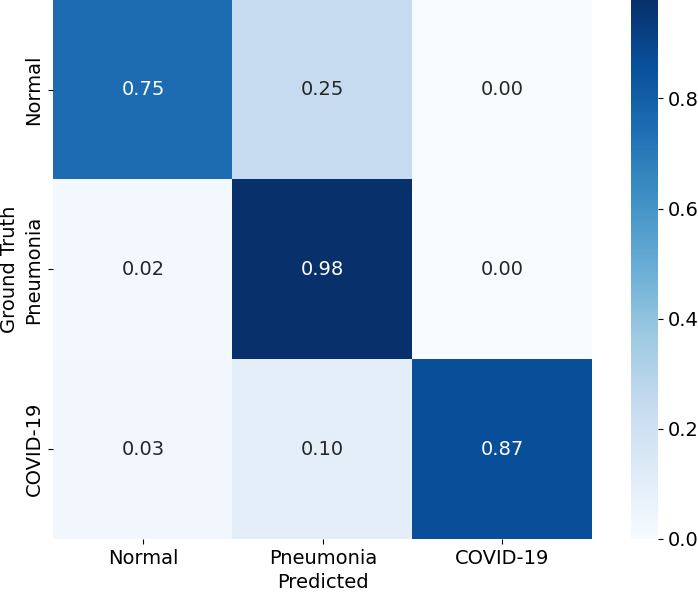 Ground Truth
Normal
0.75 0.25 0.00
Pneumonia
0.02 0.98 0.00
COVID-19
0.03 0.10 0.87
Normal Pneumonia COVID-19
Predicted
0.8
0.6
0.4
0.2
0.0